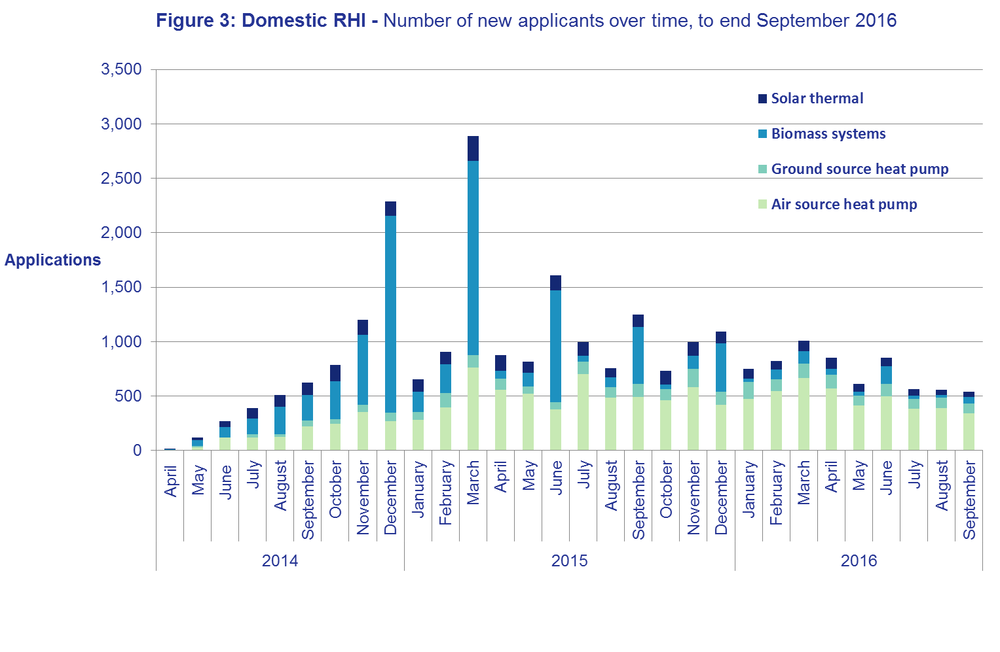 Figure 3: Domestic RHI - Number of new applicants over time, to end September 2016
3,500
3,000
2,500
2,000
1,500
1,000
500
0
Applications
Solar thermal
Biomass systems
Ground source heat pump
Air source heat pump
April
May
June
July
August
September
October
November
December
January
February
March
April
May
June
July
August
September
October
November
December
January
February
March
April
May
June
July
August
September
2014
2015
2016